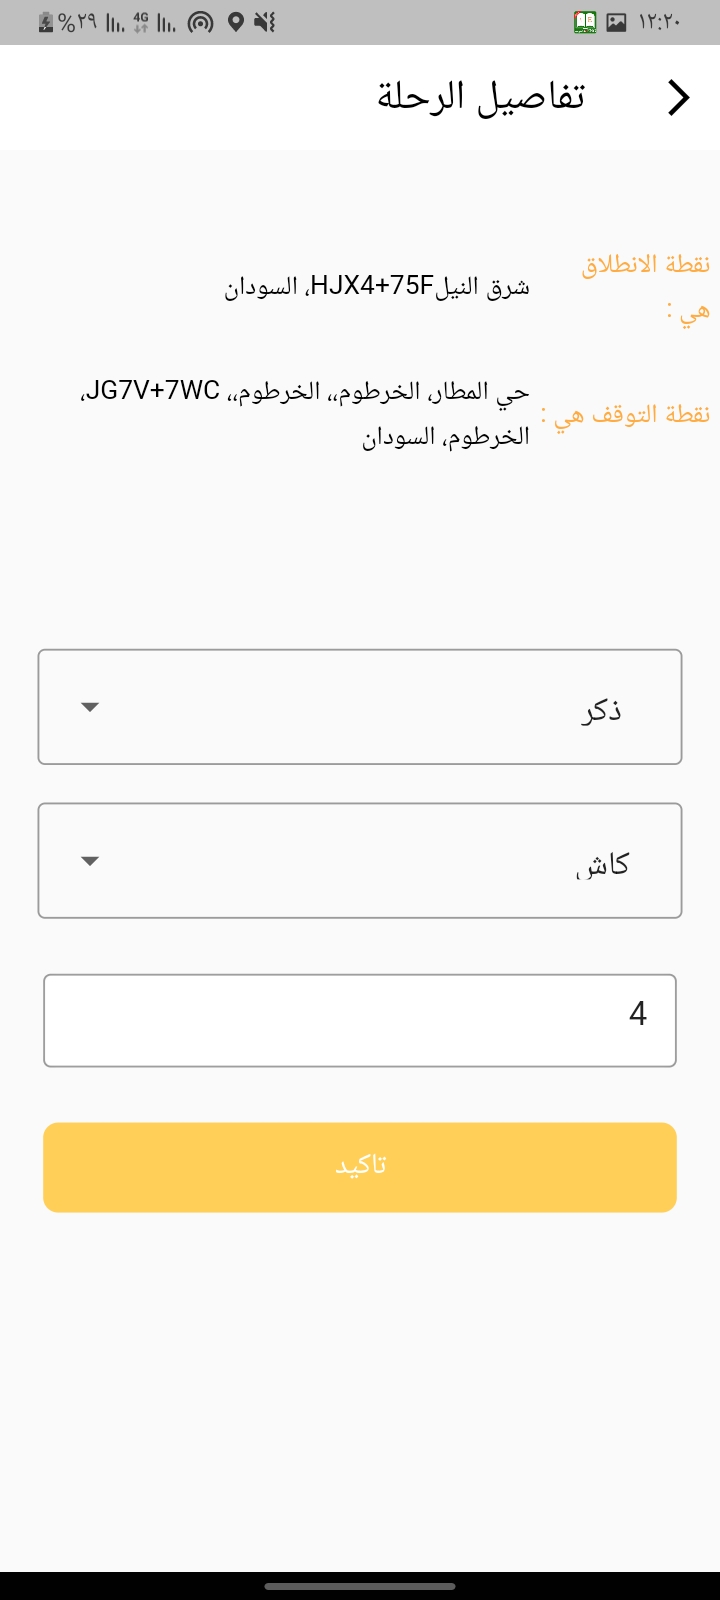 ١٢:٢٠
%٢٩ 4G
تفاصيل الرحلة
نقطة الانطلاق
هي :
شرق النيلHJX4+75F، السودان
نقطة التوقف هي :
حي المطار، الخرطوم،، الخرطوم،، JG7V+7WC،
الخرطوم، السودان
ذكر
كاش
4
تاكيد